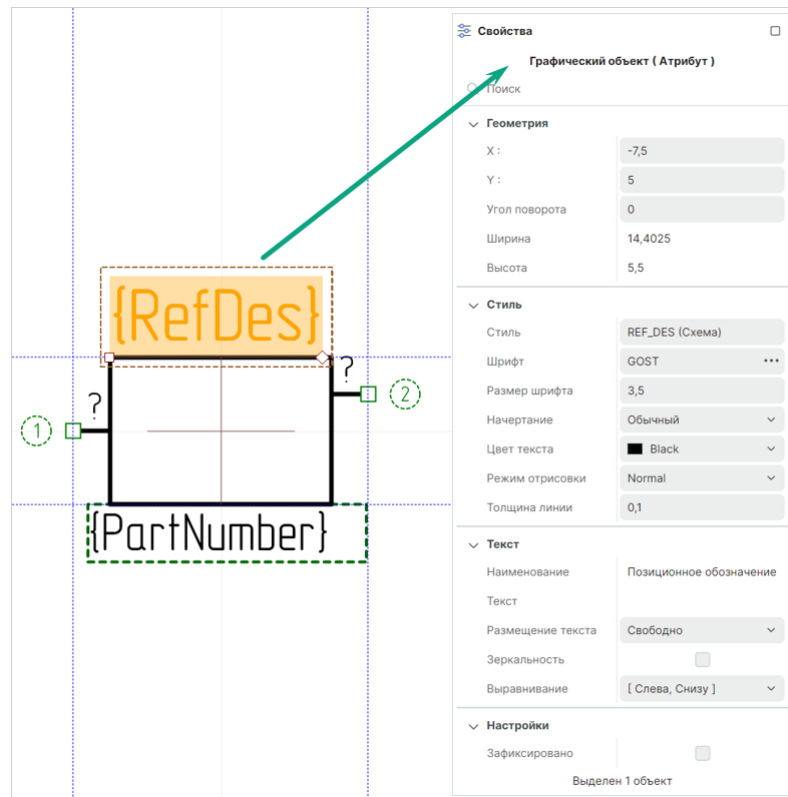 {RefDes}
?
?
1
2
{PartNumber}
Свойства
Графический объект ( Атрибут )
Поиск
Геометрия
X : -7,5
Y : 5
Угол поворота 0
Ширина 14,4025
Высота 5,5
Стиль
Стиль REF_DES (Схема)
Шрифт GOST ...
Размер шрифта 3,5
Начертание Обычный
Цвет текста Black
Режим отрисовки Normal
Толщина линии 0,1
Текст
Наименование Позиционное обозначение
Текст
Размещение текста Свободно
Зеркальность
Выравнивание [ Слева, Снизу ]
Настройки
Зафиксировано
Выделен 1 объект